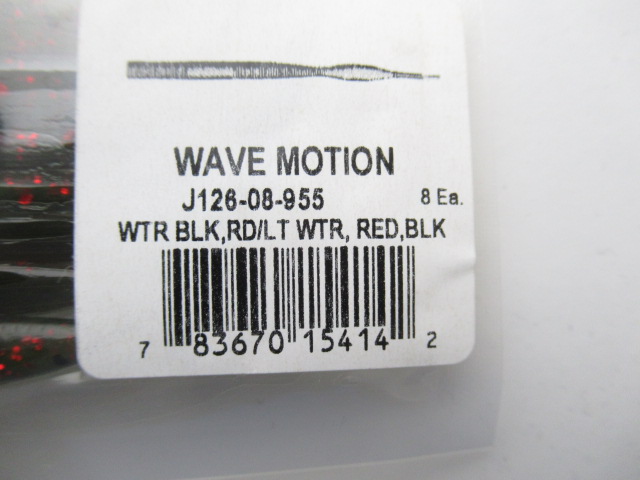 WAVE MOTION
J126-08-955 8 Ea.
WTR BLK,RD/LT WTR, RED,BLK
7 83670 15414 2